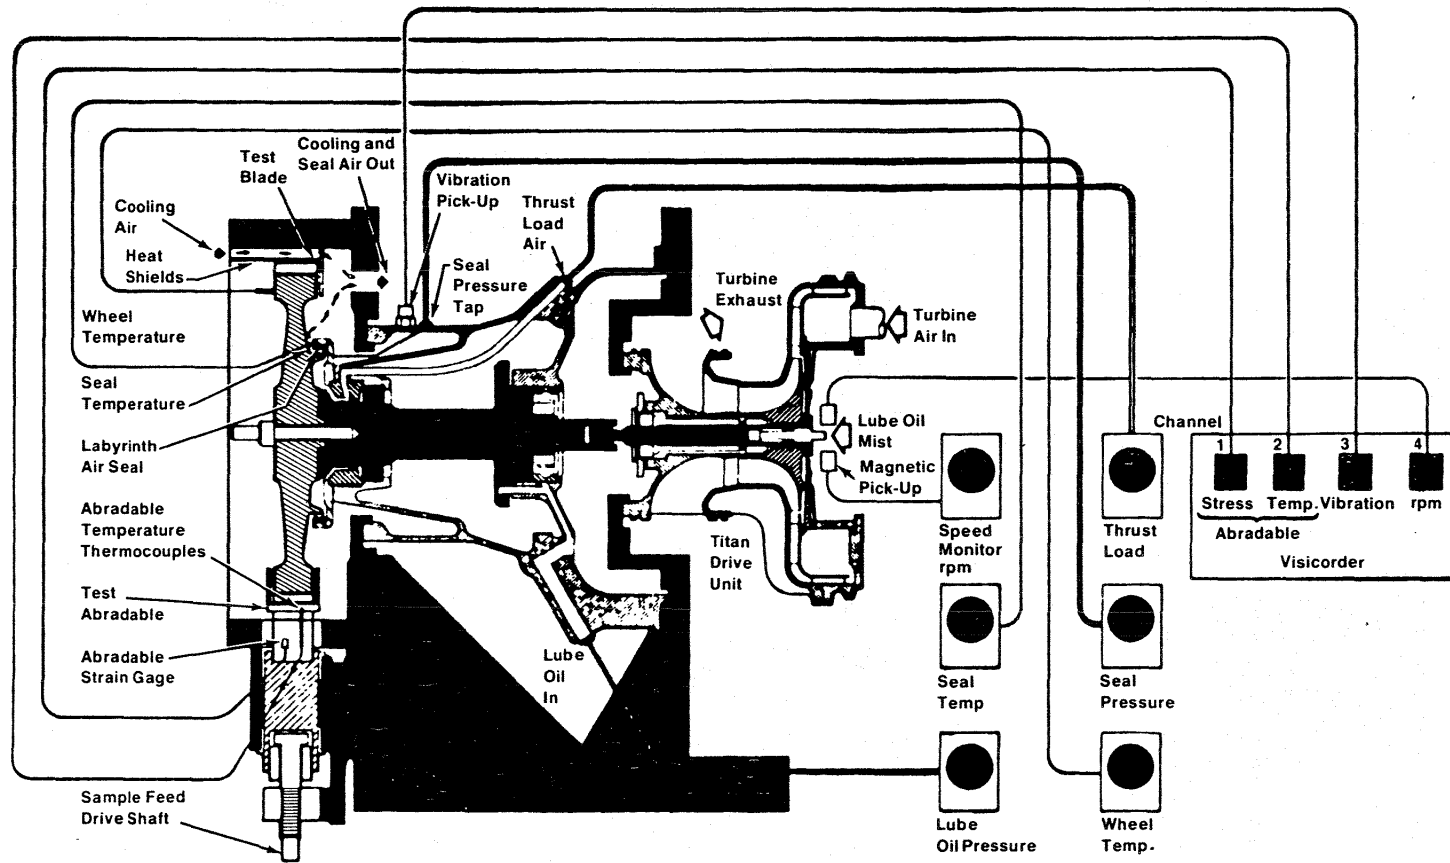 Cooling and
Seal Air Out
Test
Blade
Vibration
Pick-Up
Thrust
Load
Air
Cooling
Air
Heat
Shields
Seal
Pressure
Tap
Turbine
Exhaust
Turbine
Air In
Wheel
Temperature
Seal
Temperature
Labyrinth
Air Seal
Lube Oil
Mist
Magnetic
Pick-Up
Abradable
Temperature
Thermocouples
Test
Abradable
Abradable
Strain Gage
Sample Feed
Drive Shaft
Lube
Oil
In
Titan
Drive
Unit
Speed
Monitor
rpm
Seal
Temp
Lube
Oil Pressure
Thrust
Load
Seal
Pressure
Wheel
Temp.
Channel
1 2 3 4
Stress Temp. Vibration rpm
Abradable
Visicorder